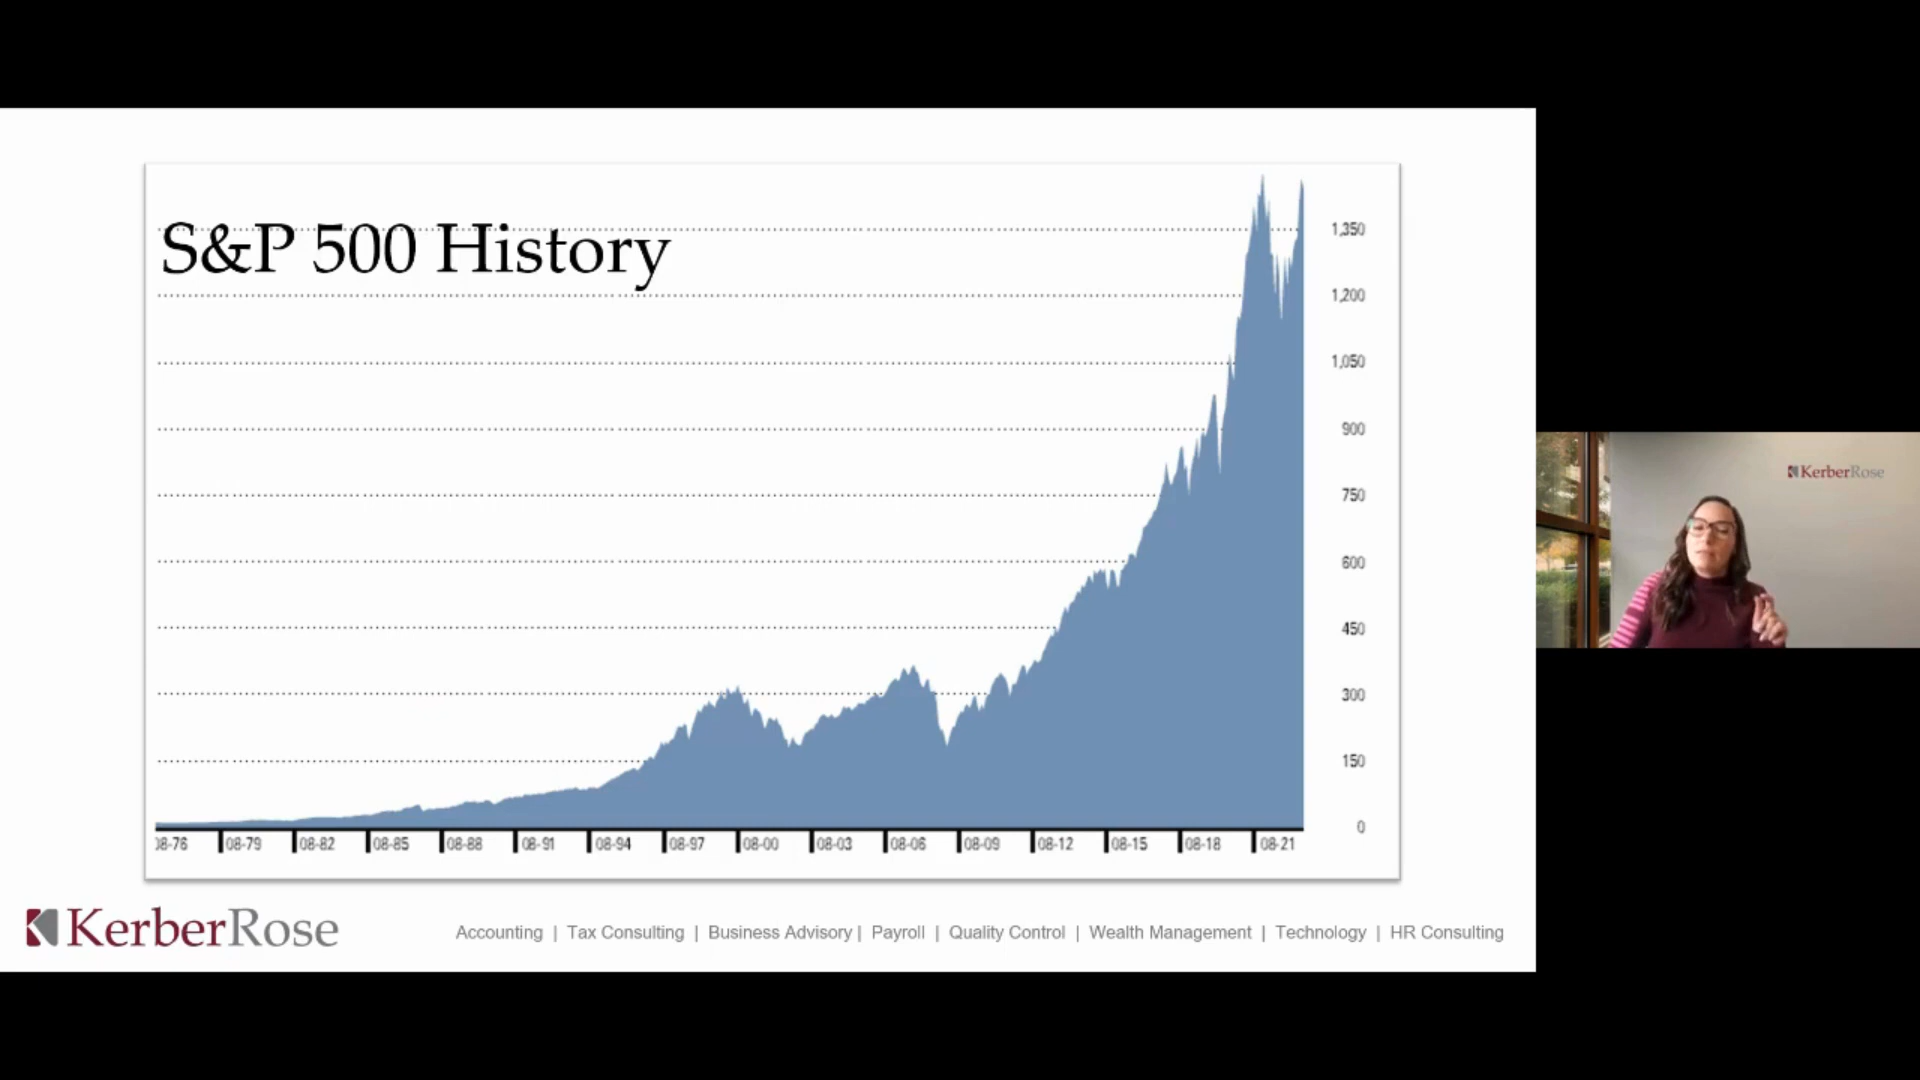 S&P 500 History
1,350
1,200
1,050
900
750
600
450
300
150
0
08-76 08-79 08-82 08-85 08-88 08-91 08-94 08-97 08-00 08-03 08-06 08-09 08-12 08-15 08-18 08-21
KerberRose
Accounting | Tax Consulting | Business Advisory | Payroll | Quality Control | Wealth Management | Technology | HR Consulting
KerberRose